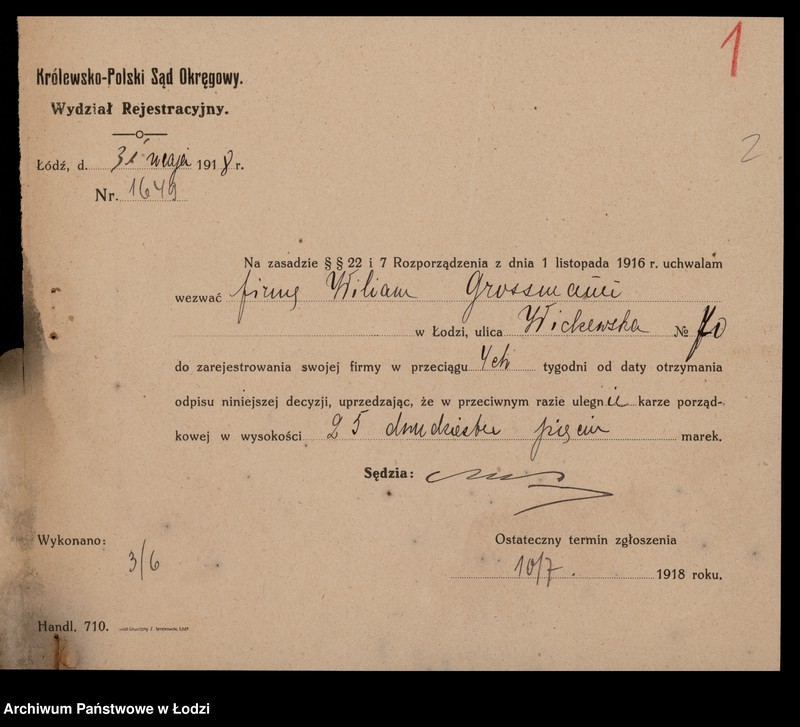 1
2
Królewsko-Polski Sąd Okręgowy.
Wydział Rejestracyjny.
Łódź, d. 31 maja 1918 r.
Nr. 1649
Na zasadzie § § 22 i 7 Rozporządzenia z dnia 1 listopada 1916 r. uchwalam
wezwać firmę Wiliam Grossmann
w Łodzi, ulica Widzewska № 70
do zarejestrowania swojej firmy w przeciągu 4ch tygodni od daty otrzymania
odpisu niniejszej decyzji, uprzedzając, że w przeciwnym razie ulegnie karze porząd-
kowej w wysokości 25 dwudziestu pięciu marek.
Sędzia:
Wykonano:
3/6
Ostateczny termin zgłoszenia
10/7. 1918 roku.
Handl. 710.
Archiwum Państwowe w Łodzi